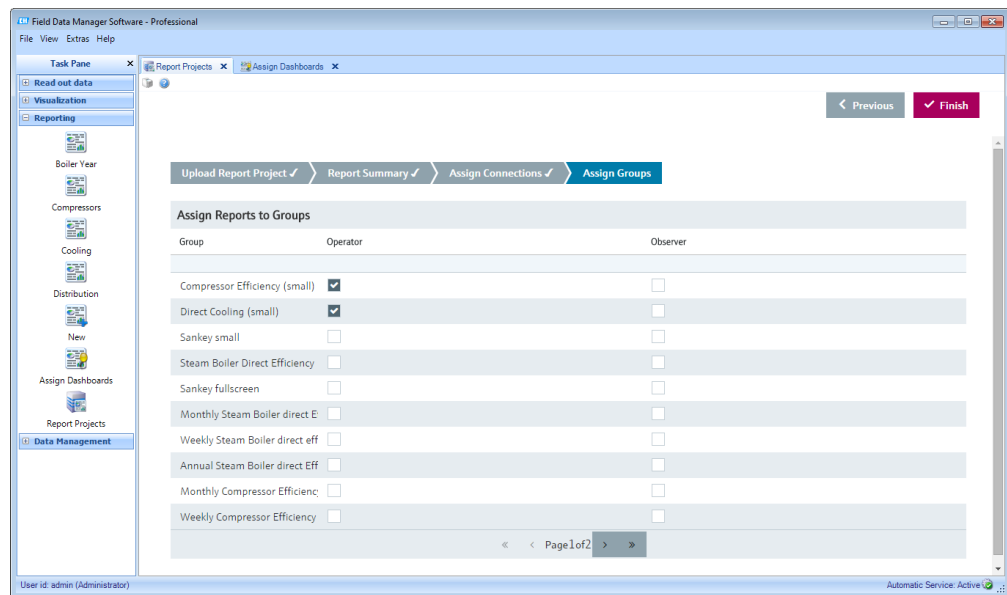 Field Data Manager Software - Professional
File View Extras Help
Task Pane
Report Projects
Assign Dashboards
Read out data
Visualization
Reporting
Boiler Year
Compressors
Cooling
Distribution
New
Assign Dashboards
Report Projects
Data Management
Previous
Finish
Upload Report Project ✓
Report Summary ✓
Assign Connections ✓
Assign Groups
Assign Reports to Groups
Group Operator Observer
Compressor Efficiency (small)
Direct Cooling (small)
Sankey small
Steam Boiler Direct Efficiency
Sankey fullscreen
Monthly Steam Boiler direct E
Weekly Steam Boiler direct eff
Annual Steam Boiler direct Eff
Monthly Compressor Efficienc
Weekly Compressor Efficiency
« < Page1of2 > »
User id: admin (Administrator)
Automatic Service: Active